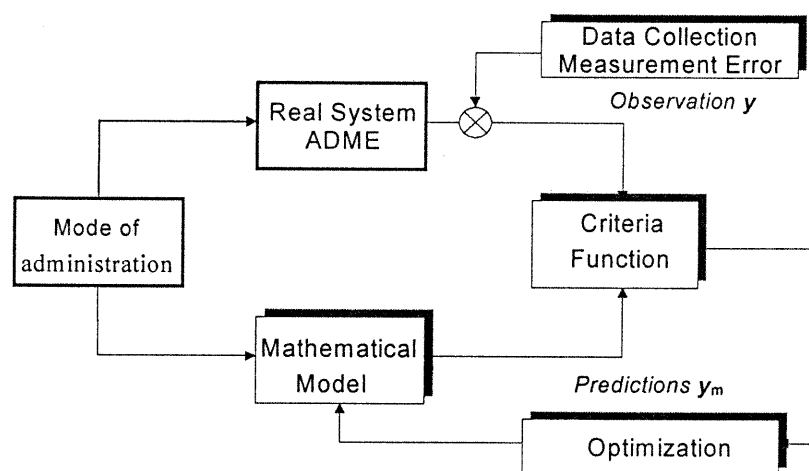 Data Collection
Measurement Error
Observation y
Real System
ADME
Mode of
administration
Criteria
Function
Mathematical
Model
Predictions ym
Optimization